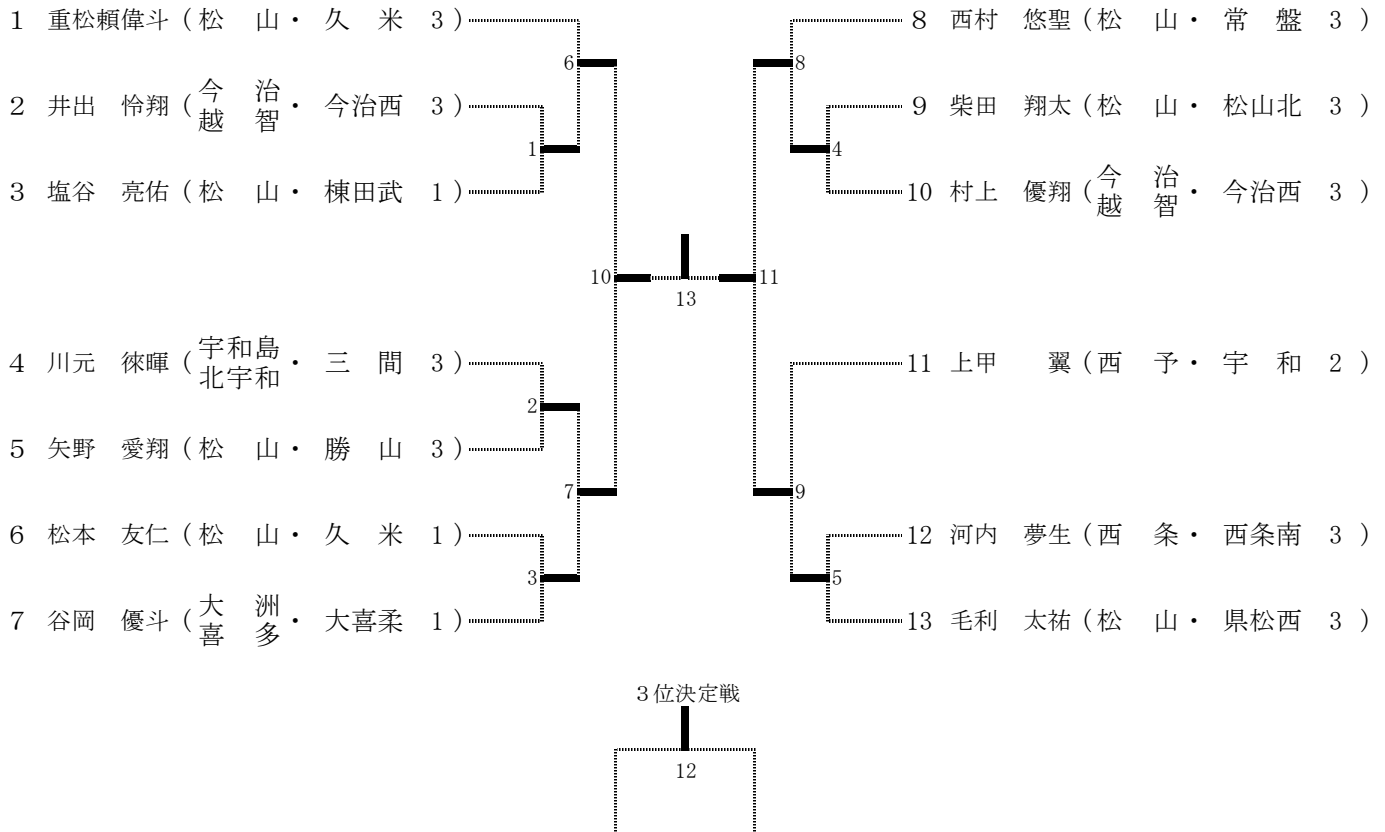 1 重松頼偉斗 (松 山・久 米 3)
6
2 井出 怜翔 (今 治 越 智・今治西 3)
1
3 塩谷 亮佑 (松 山・棟田武 1)
10
4 川元 徠暉 (宇和島 北宇和・三 間 3)
2
5 矢野 愛翔 (松 山・勝 山 3)
7
6 松本 友仁 (松 山・久 米 1)
3
7 谷岡 優斗 (大 洲 喜 多・大喜柔 1)
13
8 西村 悠聖 (松 山・常 盤 3)
8
9 柴田 翔太 (松 山・松山北 3)
4
10 村上 優翔 (今 治 越 智・今治西 3)
11
11 上甲 翼 (西 予・宇 和 2)
9
12 河内 夢生 (西 条・西条南 3)
5
13 毛利 太祐 (松 山・県松西 3)
3位決定戦
12